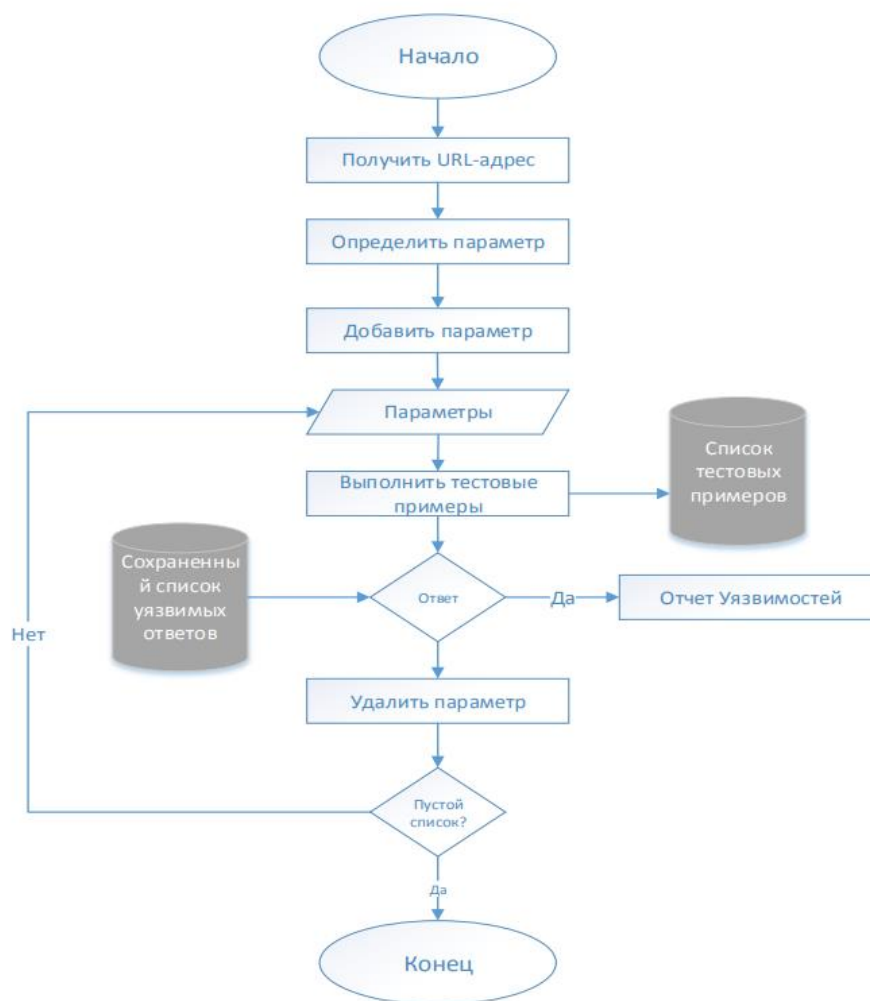 Начало
Получить URL-адрес
Определить параметр
Добавить параметр
Параметры
Список
тестовых
примеров
Выполнить тестовые
примеры
Сохраненны
й список
уязвимых
ответов
Ответ
Да
Отчет Уязвимостей
Нет
Удалить параметр
Пустой
список?
Да
Конец